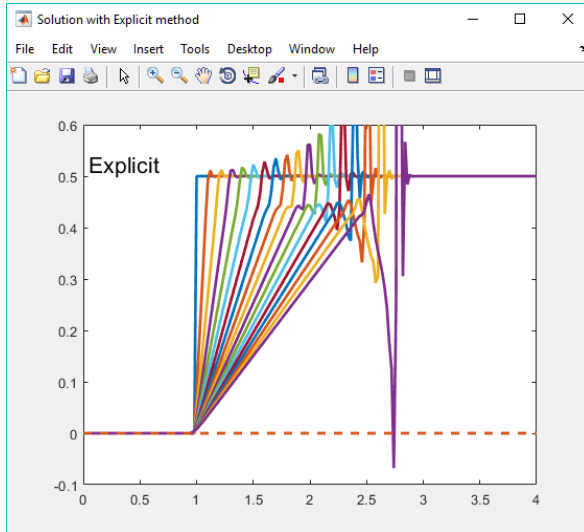 Solution with Explicit method
File Edit View Insert Tools Desktop Window Help
0.6
Explicit
0.5
0.4
0.3
0.2
0.1
0
-0.1
0 0.5 1 1.5 2 2.5 3 3.5 4